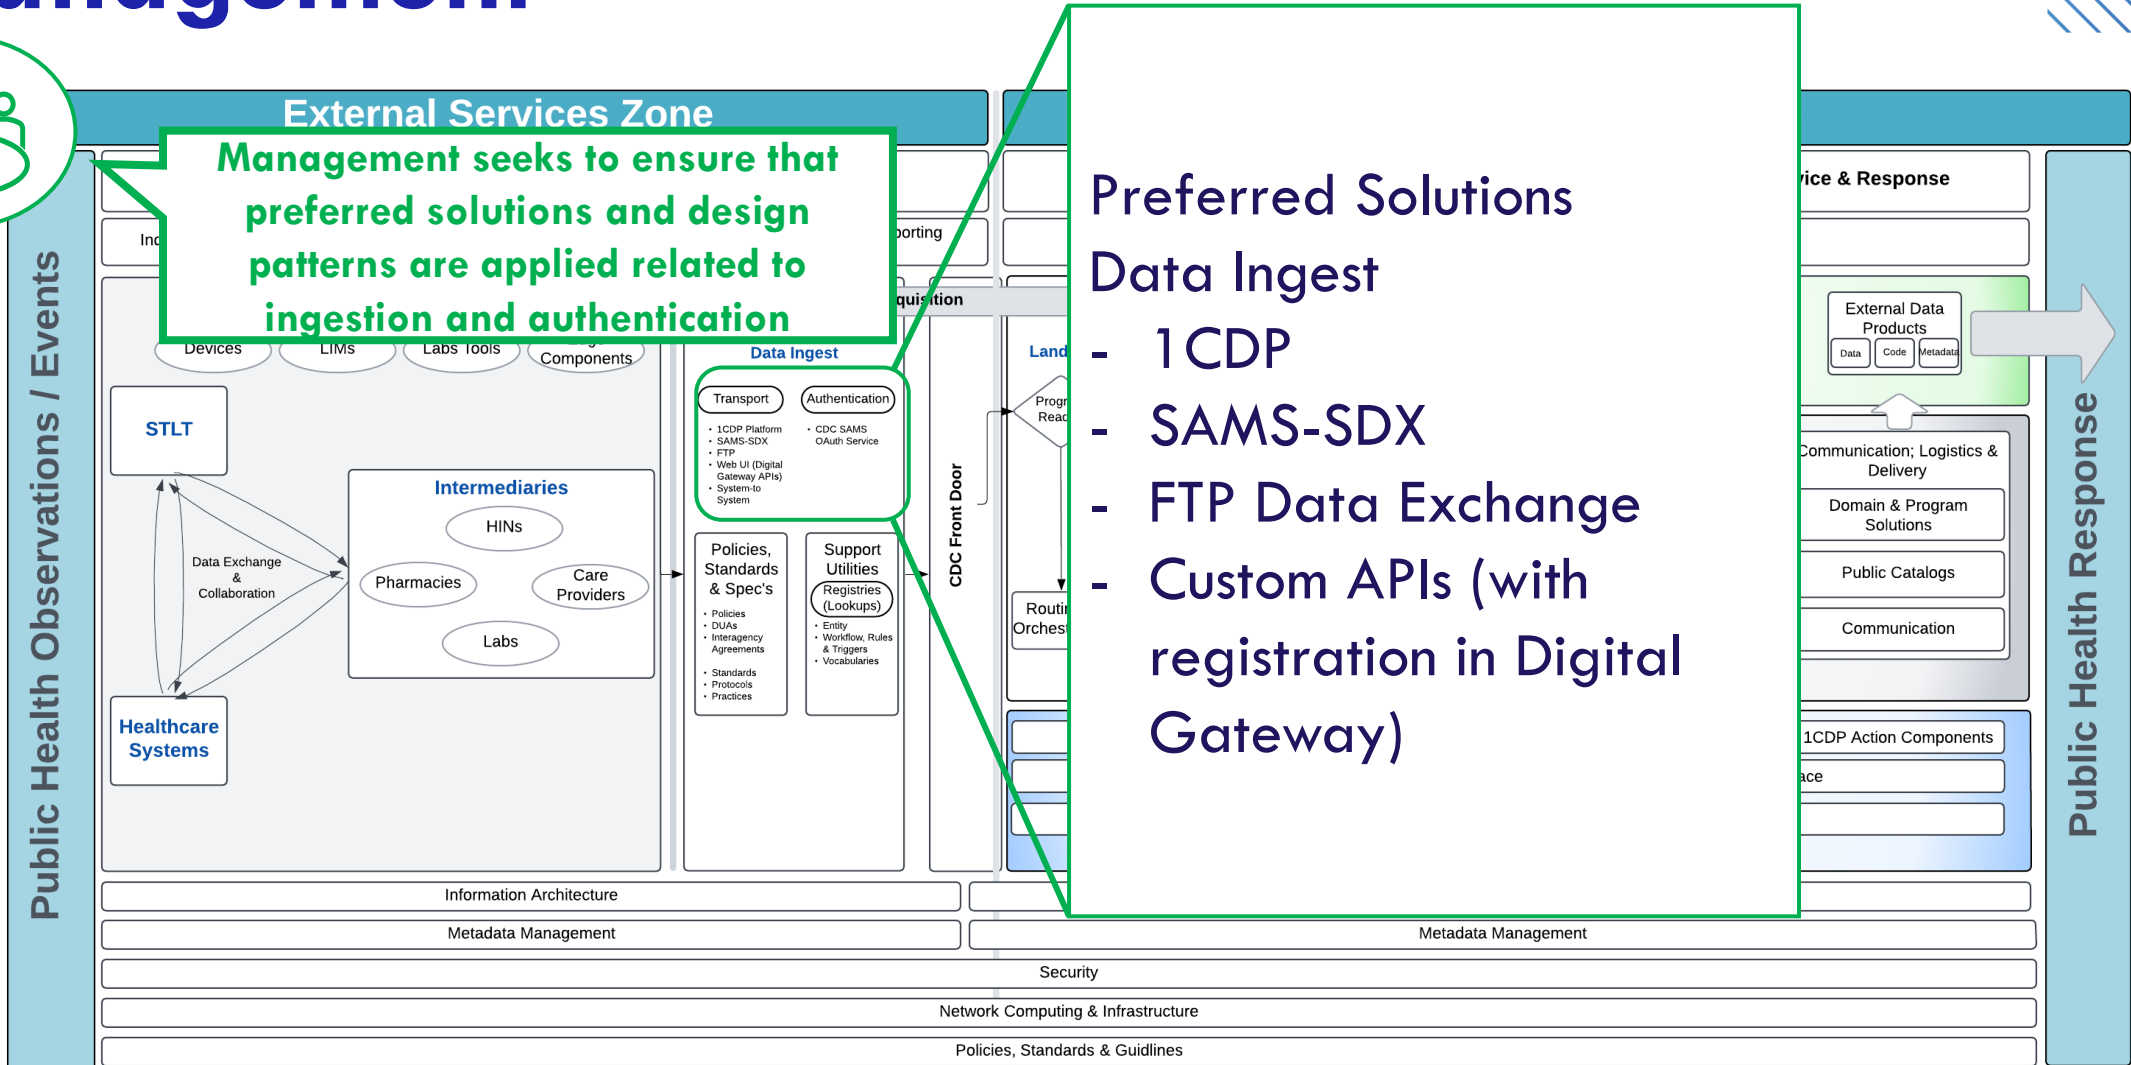 External Services Zone
Management seeks to ensure that
preferred solutions and design
patterns are applied related to
ingestion and authentication
Public Health Observations / Events
Devices
LIMs
Labs Tools
Components
STLT
Data Exchange
&
Collaboration
Healthcare
Systems
Intermediaries
HINs
Pharmacies
Care
Providers
Labs
Data Ingest
Transport
• 1CDP Platform
• SAMS-SDX
• FTP
• Web UI (Digital
Gateway APIs)
• System-to
System
Authentication
• CDC SAMS
OAuth Service
Policies,
Standards
& Spec's
• Policies
• DUAs
• Interagency
Agreements
• Standards
• Protocols
• Practices
Support
Utilities
Registries
(Lookups)
• Entity
• Workflow, Rules
& Triggers
• Vocabularies
CDC Front Door
Preferred Solutions
Data Ingest
- 1CDP
- SAMS-SDX
- FTP Data Exchange
- Custom APIs (with
registration in Digital
Gateway)
& Response
External Data
Products
Data
Code
Metadata
Communication; Logistics &
Delivery
Domain & Program
Solutions
Public Catalogs
Communication
1CDP Action Components
Public Health Response
Information Architecture
Metadata Management
Metadata Management
Security
Network Computing & Infrastructure
Policies, Standards & Guidlines